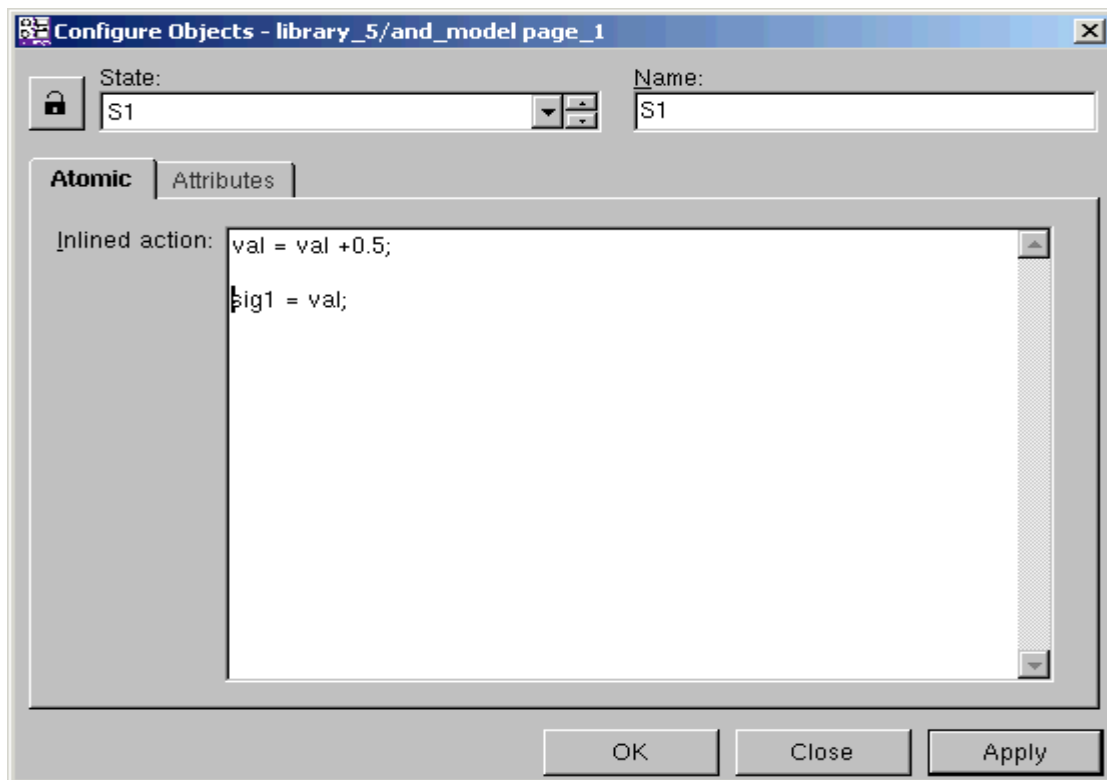 Configure Objects - library_5/and_model page_1
State:
Name:
S1
S1
Atomic
Attributes
Inlined action:
val = val +0.5;
sig1 = val;
OK
Close
Apply